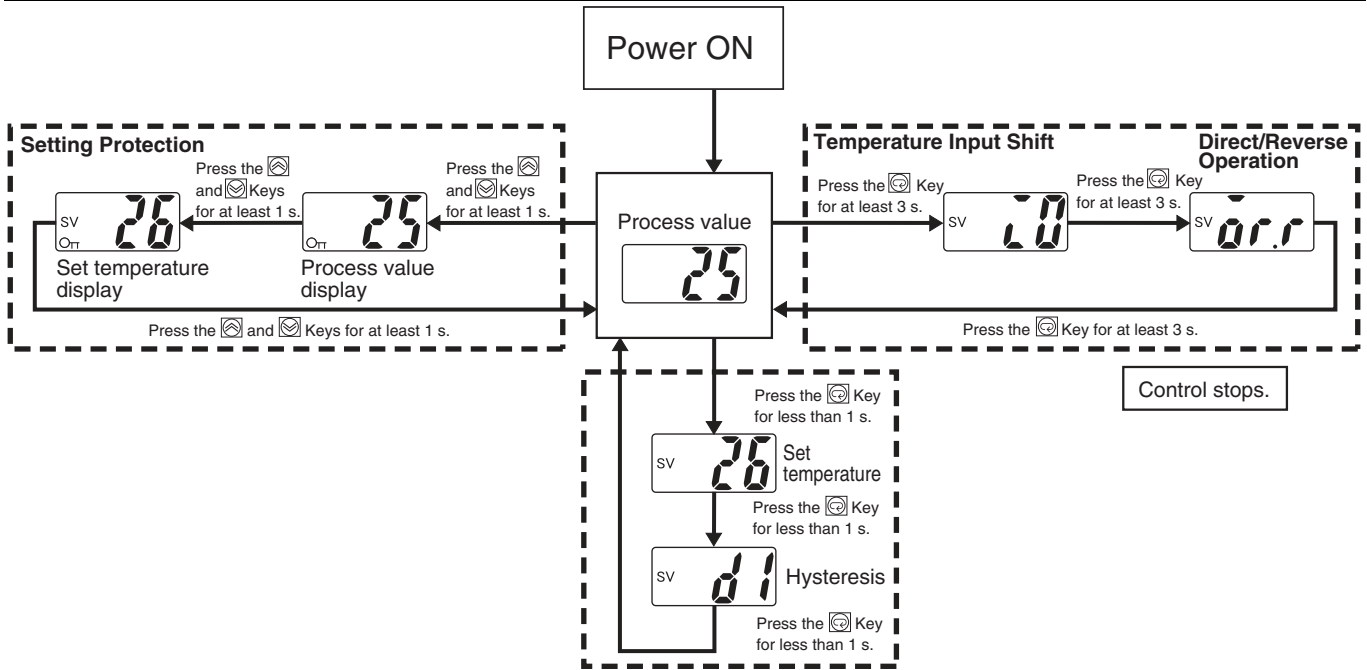 Power ON
Setting Protection
Press the
and Keys
for at least 1 s.
Press the
and Keys
for at least 1 s.
SV
26
25
Set temperature
display
Process value
display
Press the and Keys for at least 1 s.
Process value
25
Temperature Input Shift
Direct/Reverse
Operation
Press the Key
for at least 3 s.
SV
Press the Key
for at least 3 s.
SV
Press the Key for at least 3 s.
Control stops.
Press the Key
for less than 1 s.
SV
26
Set
temperature
Press the Key
for less than 1 s.
SV
d1
Hysteresis
Press the Key
for less than 1 s.